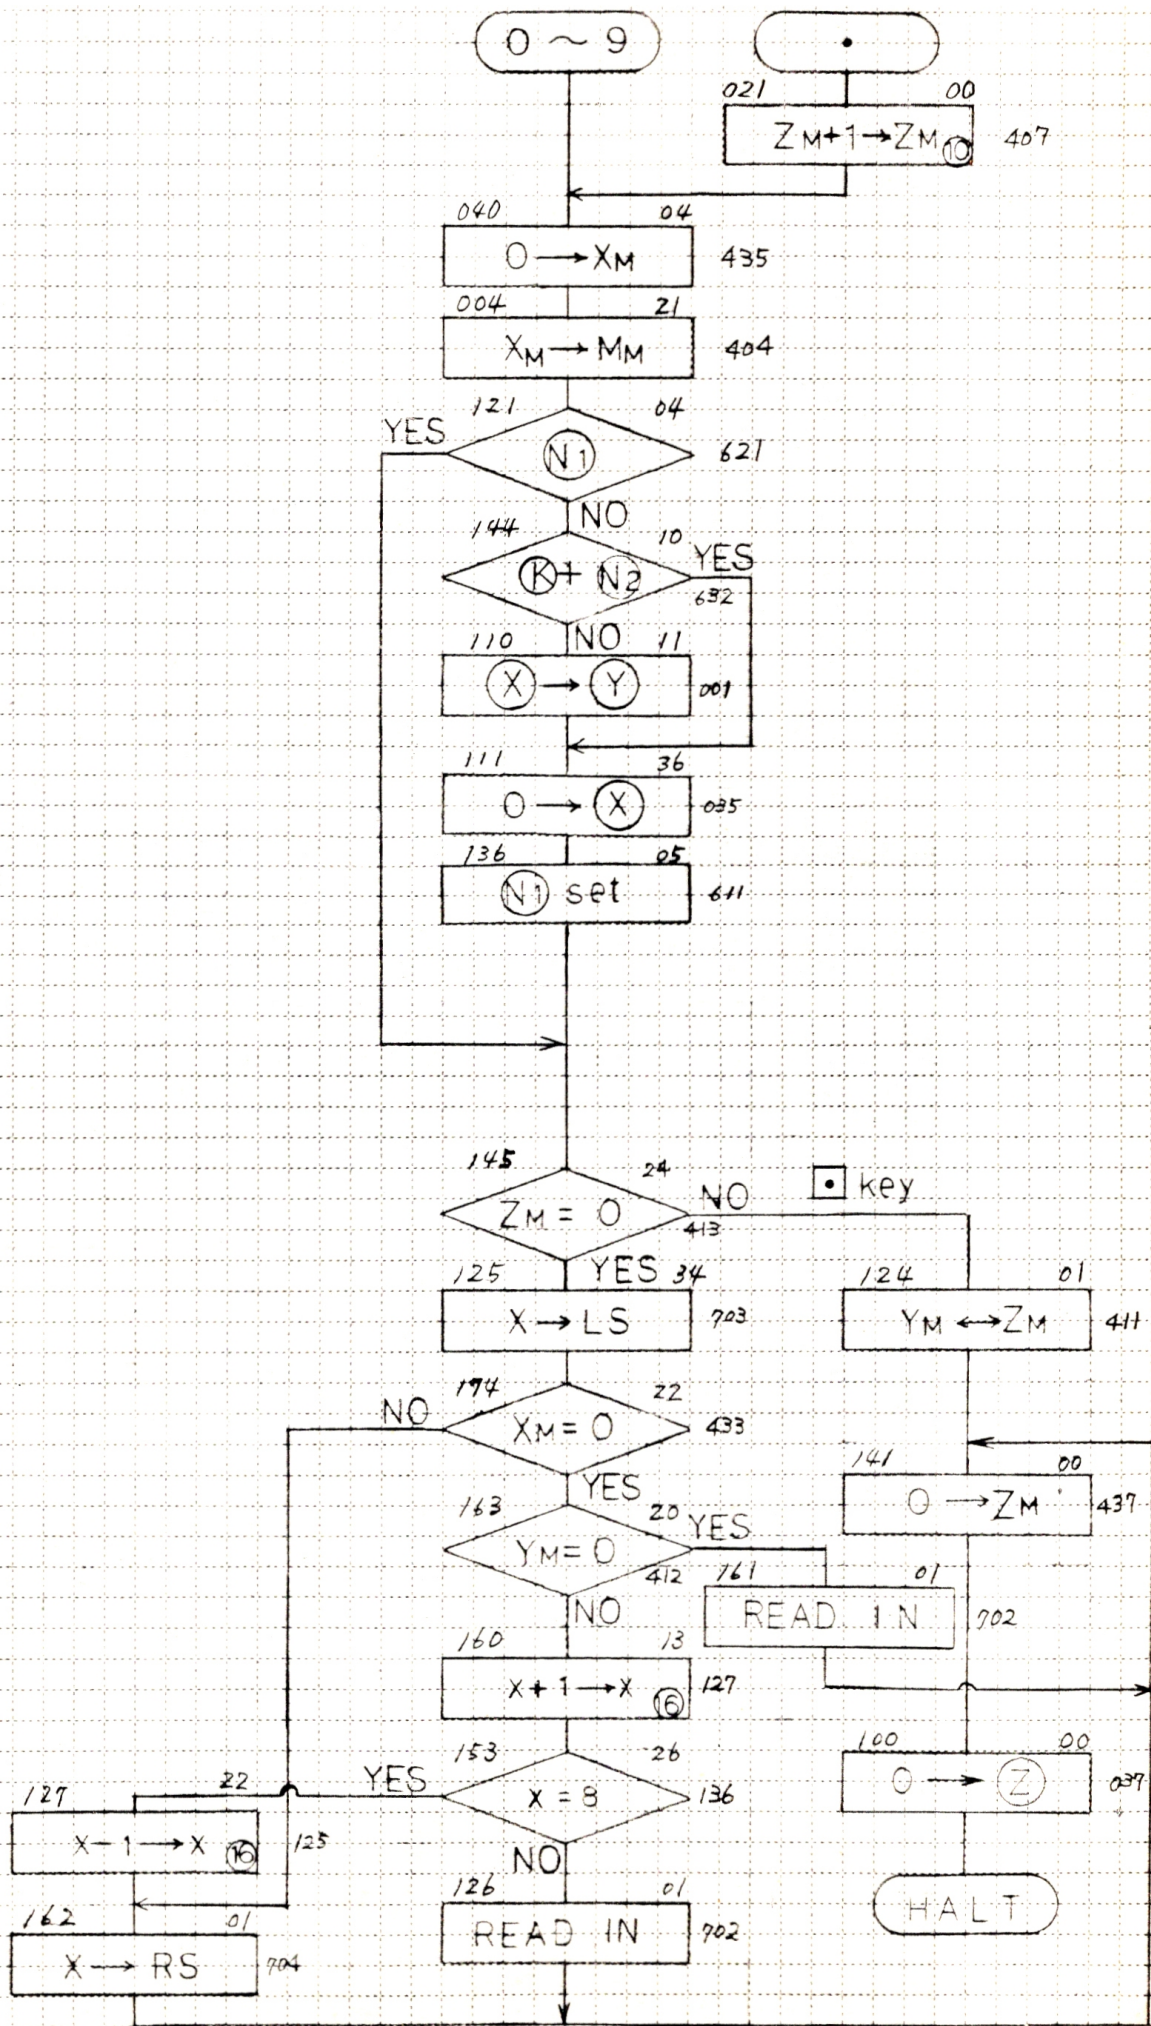 0 ~ 9
•
021 00
ZM+1→ZM ⑩ 407
040 04
0 → XM 435
004 21
XM → MM 404
121 04
YES Ⓝ1 621
NO
144 10
Ⓚ+ Ⓝ2 YES
632
NO
110 11
Ⓧ → Ⓨ 001
111 36
0 → Ⓧ 035
136 05
Ⓝ1 set 611
145 24
ZM = 0 NO • key
413
YES
125 34 124 01
X → LS 703 YM ↔ ZM 411
174 22
NO XM = 0 433
YES
141 00
0 → ZM 437
163 20
YM = 0 YES
412
NO
161 01
READ IN 702
160 13
X + 1 → X ⑯ 127
153 26 100 00
YES X = 8 136 0 → Ⓩ 037
NO
127 22
X - 1 → X ⑯ 125
126 01
READ IN 702 HALT
162 01
X → RS 704